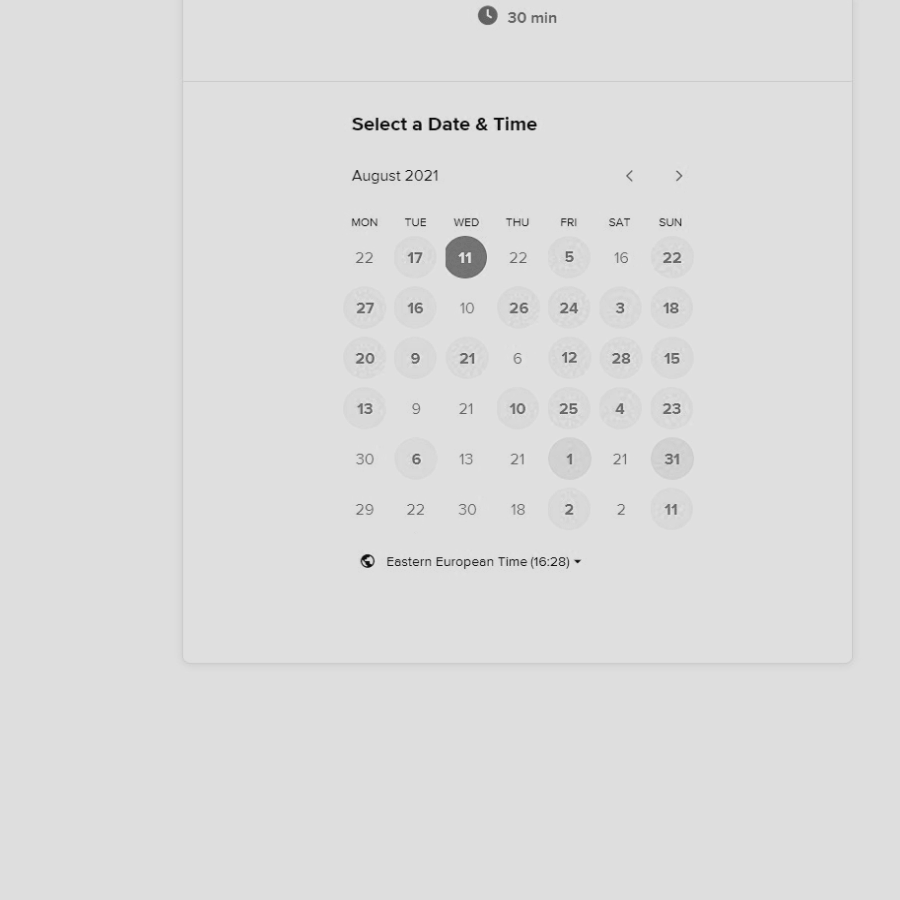 30 min
Select a Date & Time
August 2021
MON TUE WED THU FRI SAT SUN
22 17 11 22 5 16 22
27 16 10 26 24 3 18
20 9 21 6 12 28 15
13 9 21 10 25 4 23
30 6 13 21 1 21 31
29 22 30 18 2 2 11
Eastern European Time (16:28)